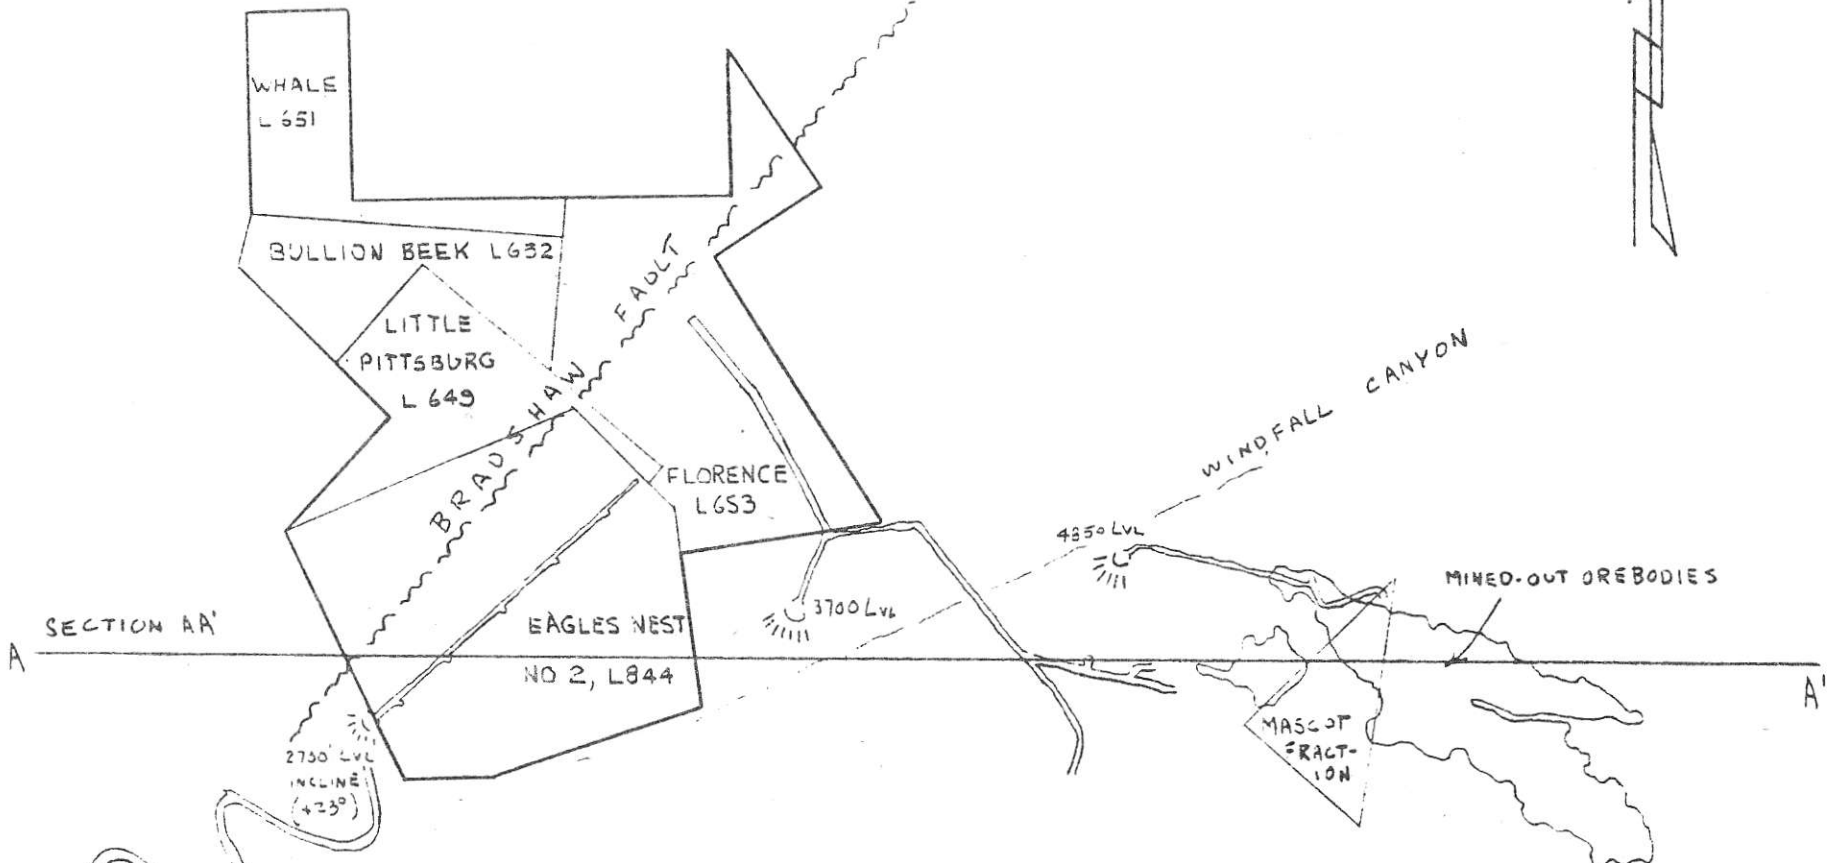 WHALE
L 651
BULLION BEEK L632
LITTLE
PITTSBURG
L 649
BRADSHAW FAULT
FLORENCE
L653
WINDFALL CANYON
4850 LVL
MINED-OUT OREBODIES
3700 LVL
SECTION AA'
EAGLES NEST
NO 2, L844
A
A'
MASCOT
FRACT-
ION
2750' LVL
INCLINE
(+23°)